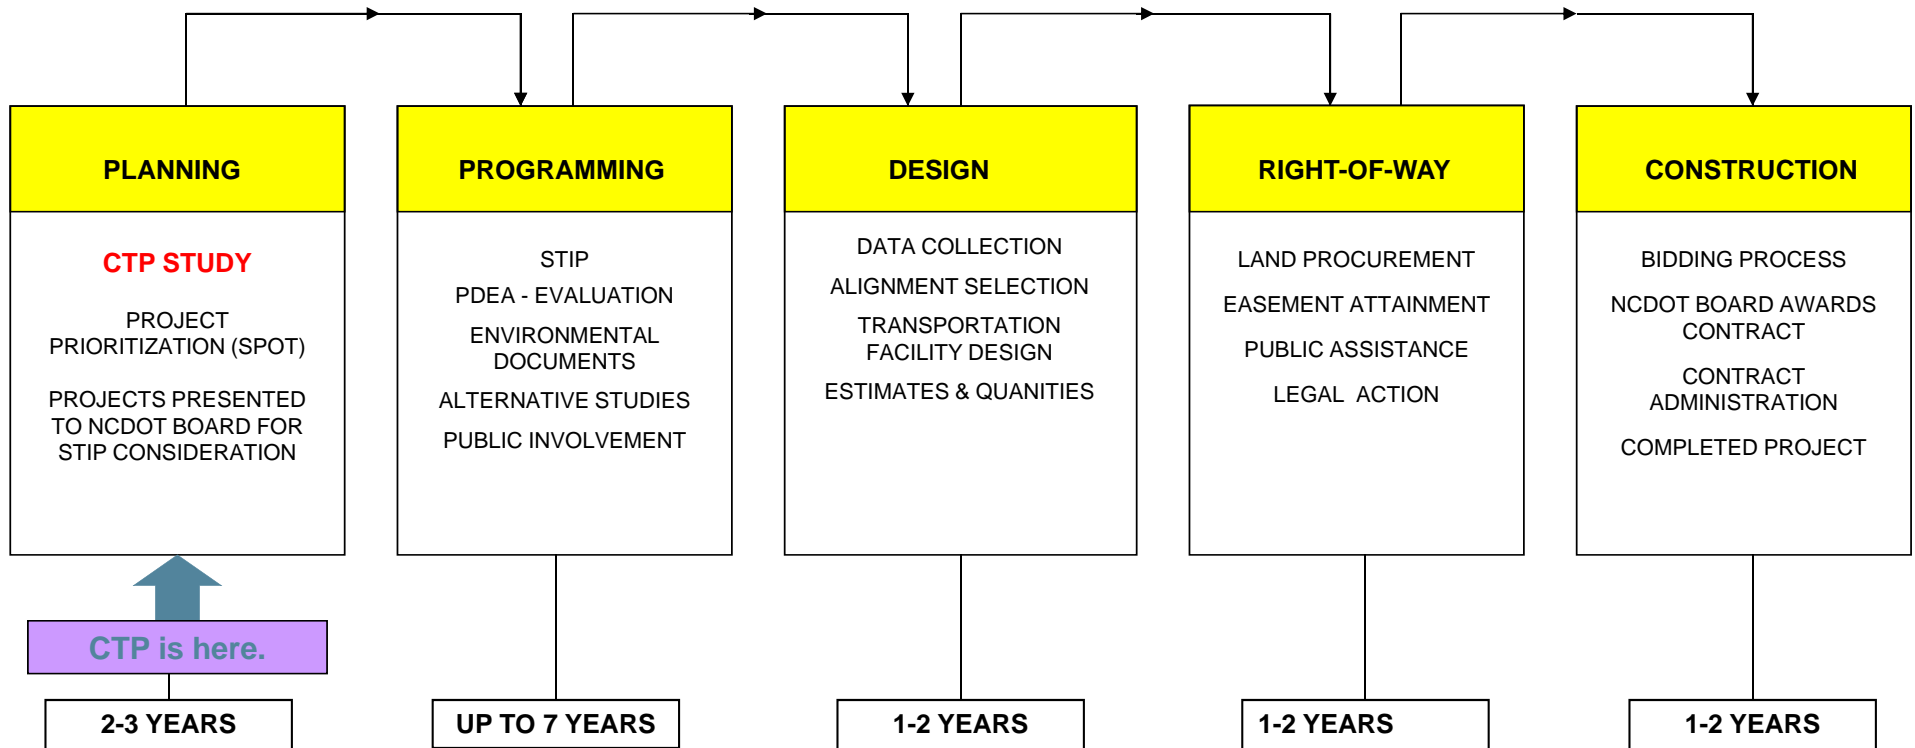 PLANNING
CTP STUDY
PROJECT
PRIORITIZATION (SPOT)
PROJECTS PRESENTED
TO NCDOT BOARD FOR
STIP CONSIDERATION
CTP is here.
2-3 YEARS
PROGRAMMING
STIP
PDEA - EVALUATION
ENVIRONMENTAL
DOCUMENTS
ALTERNATIVE STUDIES
PUBLIC INVOLVEMENT
UP TO 7 YEARS
DESIGN
DATA COLLECTION
ALIGNMENT SELECTION
TRANSPORTATION
FACILITY DESIGN
ESTIMATES & QUANITIES
1-2 YEARS
RIGHT-OF-WAY
LAND PROCUREMENT
EASEMENT ATTAINMENT
PUBLIC ASSISTANCE
LEGAL ACTION
1-2 YEARS
CONSTRUCTION
BIDDING PROCESS
NCDOT BOARD AWARDS
CONTRACT
CONTRACT
ADMINISTRATION
COMPLETED PROJECT
1-2 YEARS